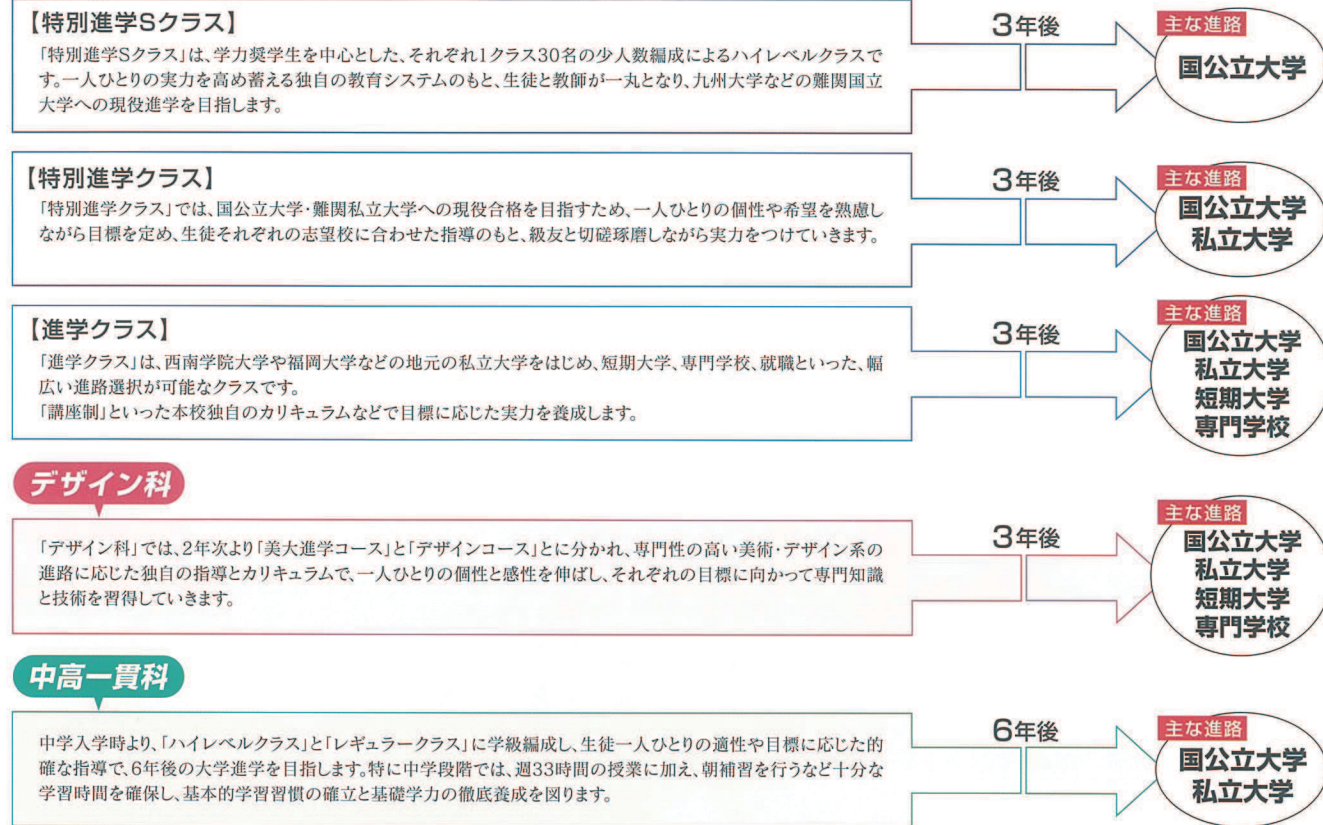 【特別進学Sクラス】
「特別進学Sクラス」は、学力奨学生を中心とした、それぞれ1クラス30名の少人数編成によるハイレベルクラスで
す。一人ひとりの実力を高め蓄える独自の教育システムのもと、生徒と教師が一丸となり、九州大学などの難関国立
大学への現役進学を目指します。
3年後
主な進路
国公立大学
【特別進学クラス】
「特別進学クラス」では、国公立大学・難関私立大学への現役合格を目指すため、一人ひとりの個性や希望を熟慮し
ながら目標を定め、生徒それぞれの志望校に合わせた指導のもと、級友と切磋琢磨しながら実力をつけていきます。
3年後
主な進路
国公立大学
私立大学
【進学クラス】
「進学クラス」は、西南学院大学や福岡大学などの地元の私立大学をはじめ、短期大学、専門学校、就職といった、幅
広い進路選択が可能なクラスです。
「講座制」といった本校独自のカリキュラムなどで目標に応じた実力を養成します。
3年後
主な進路
国公立大学
私立大学
短期大学
専門学校
デザイン科
「デザイン科」では、2年次より「美大進学コース」と「デザインコース」とに分かれ、専門性の高い美術・デザイン系の
進路に応じた独自の指導とカリキュラムで、一人ひとりの個性と感性を伸ばし、それぞれの目標に向かって専門知識
と技術を習得していきます。
3年後
主な進路
国公立大学
私立大学
短期大学
専門学校
中高一貫科
中学入学時より、「ハイレベルクラス」と「レギュラークラス」に学級編成し、生徒一人ひとりの適性や目標に応じた的
確な指導で、6年後の大学進学を目指します。特に中学段階では、週33時間の授業に加え、朝補習を行うなど十分な
学習時間を確保し、基本的学習習慣の確立と基礎学力の徹底養成を図ります。
6年後
主な進路
国公立大学
私立大学